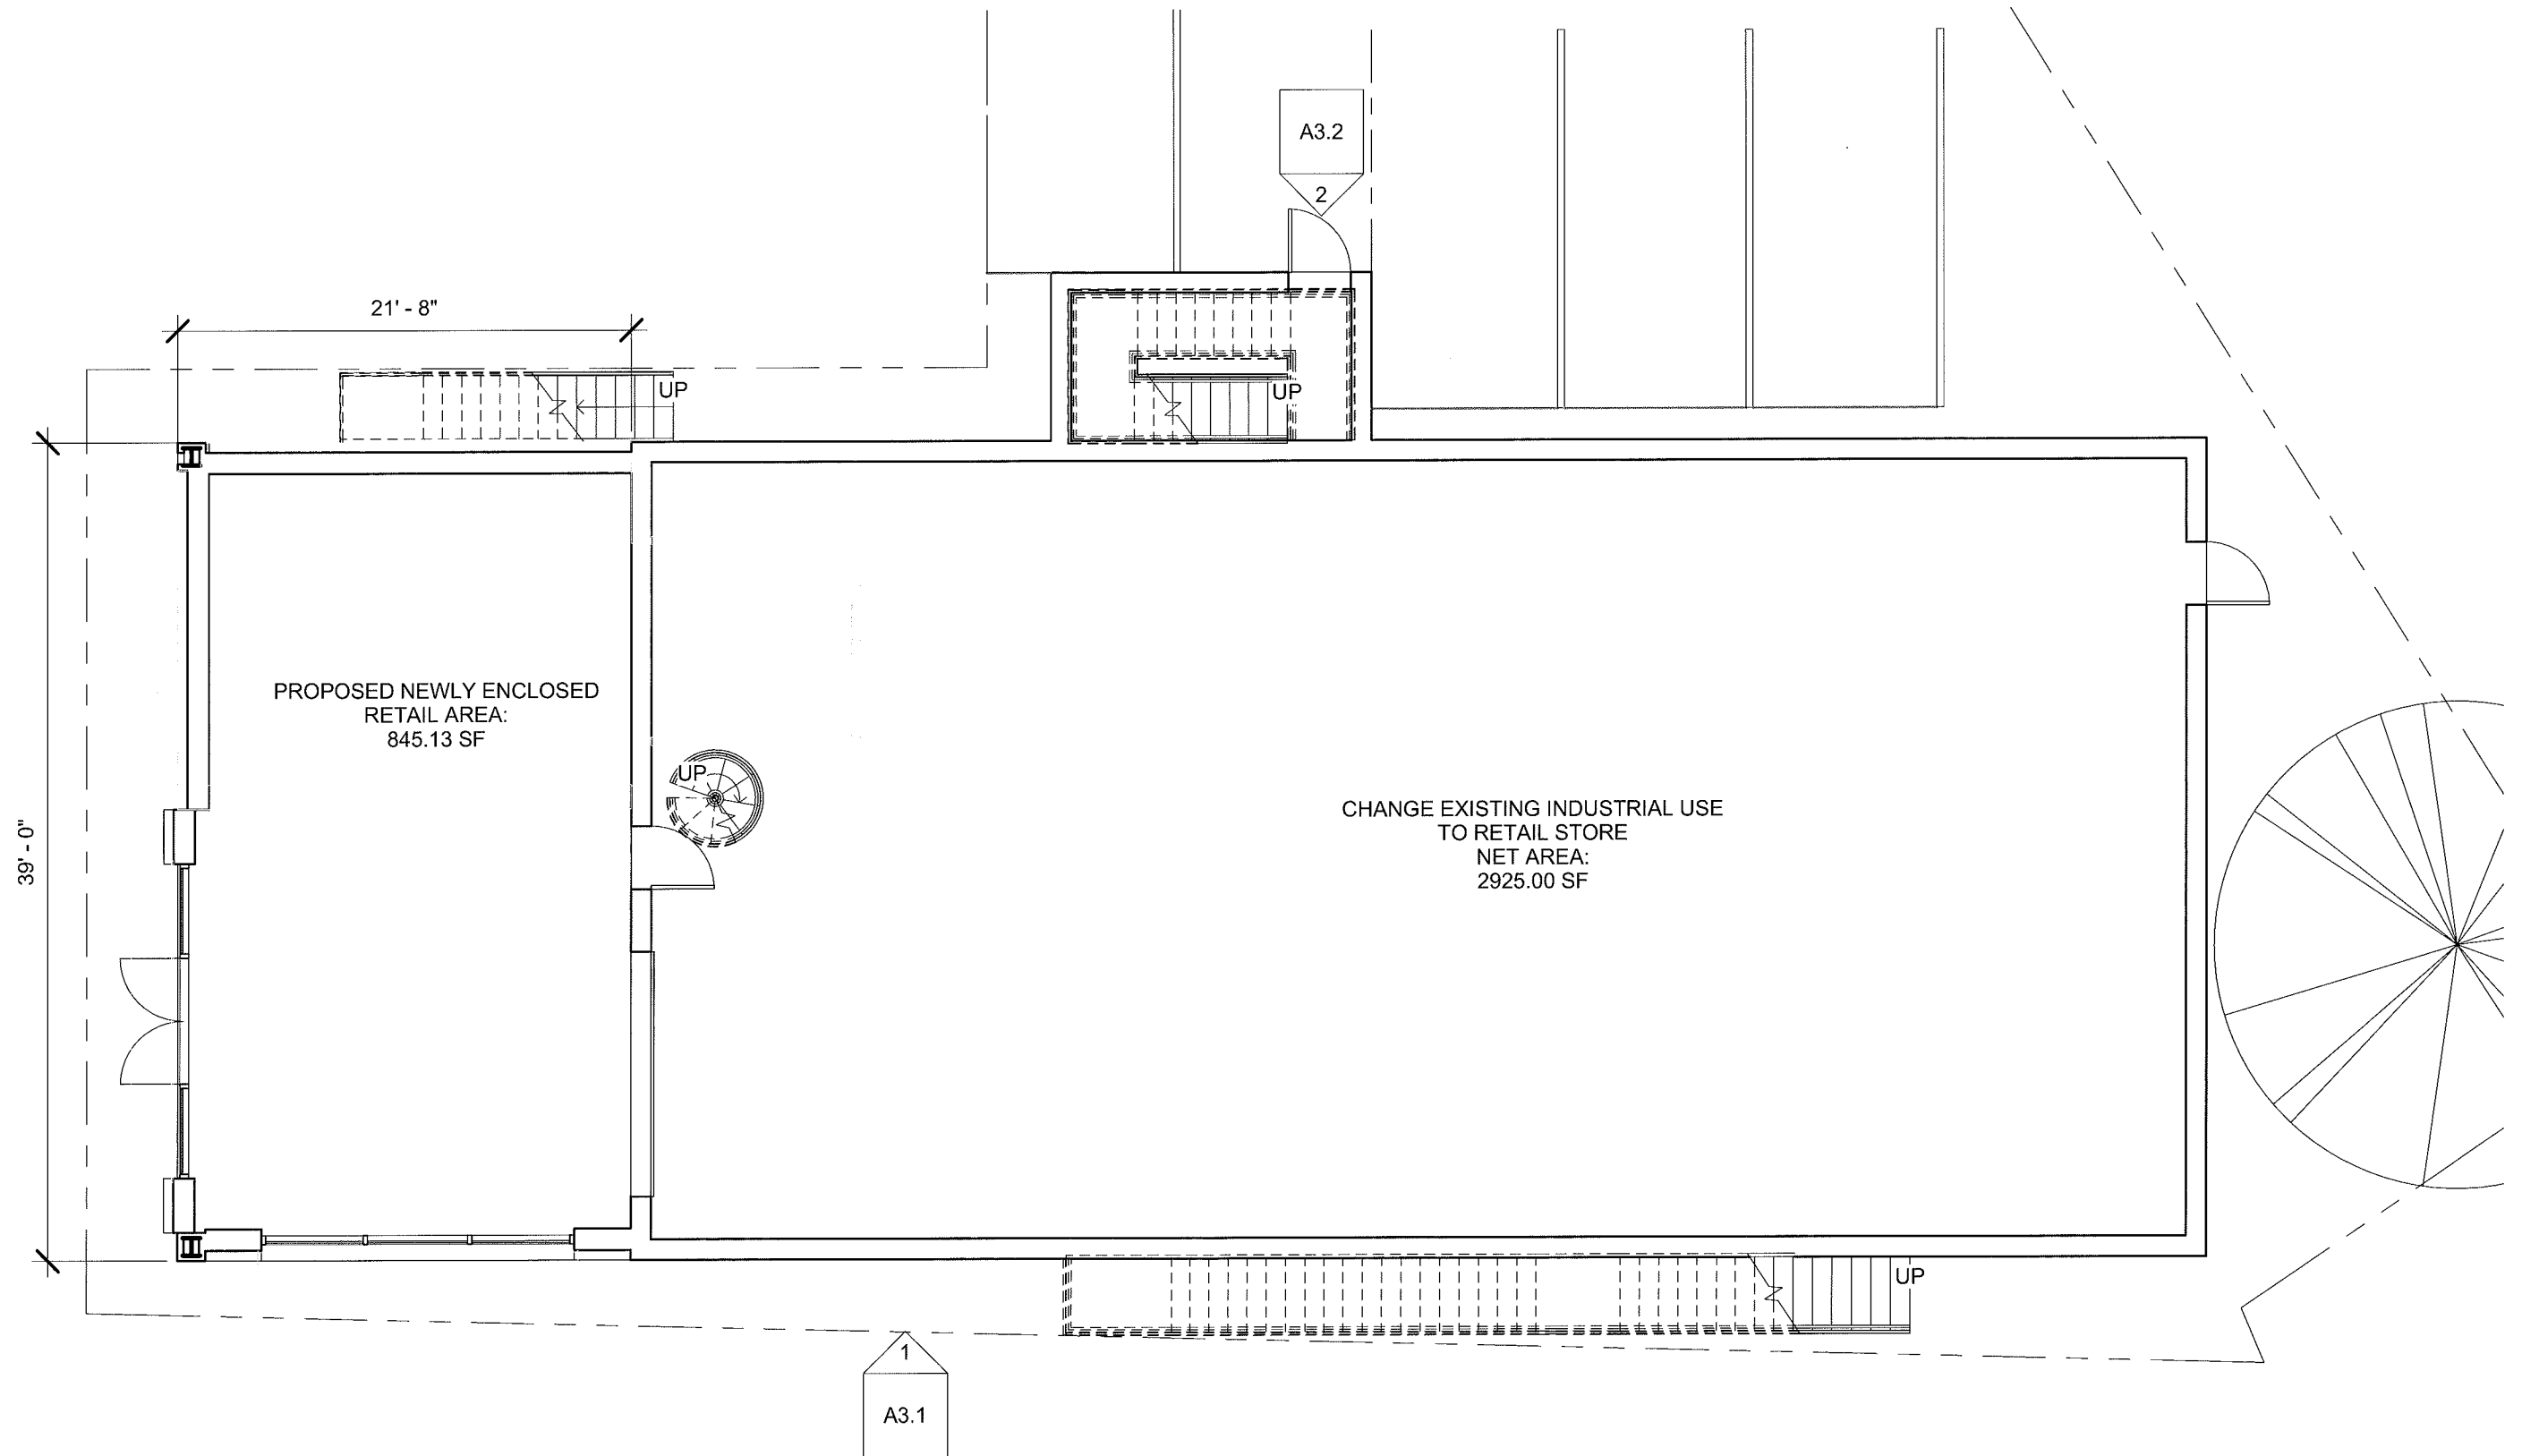 A3.2
2
21' - 8"
UP
UP
39' - 0"
PROPOSED NEWLY ENCLOSED
RETAIL AREA:
845.13 SF
UP
CHANGE EXISTING INDUSTRIAL USE
TO RETAIL STORE
NET AREA:
2925.00 SF
UP
1
A3.1